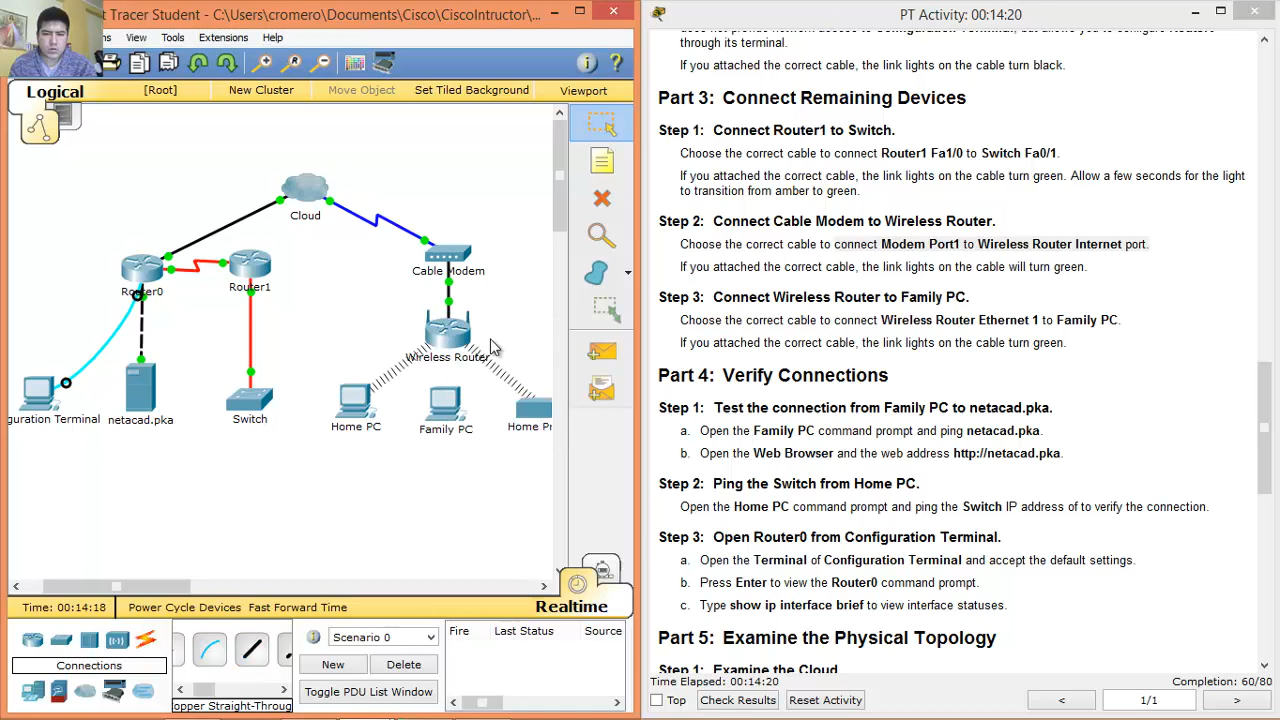 t Tracer Student - C:\Users\cromero\Documents\Cisco\CiscoIntructor\...
View Tools Extensions Help
Logical [Root] New Cluster Move Object Set Tiled Background Viewport
Cloud
Cable Modem
Router0
Router1
Wireless Router
guration Terminal
netacad.pka
Switch
Home PC
Family PC
Home Pr
Realtime
Time: 00:14:18 Power Cycle Devices Fast Forward Time
Connections
opper Straight-Throug
Scenario 0
New Delete
Toggle PDU List Window
Fire Last Status Source
PT Activity: 00:14:20
through its terminal.
If you attached the correct cable, the link lights on the cable turn black.
Part 3: Connect Remaining Devices
Step 1: Connect Router1 to Switch.
Choose the correct cable to connect Router1 Fa1/0 to Switch Fa0/1.
If you attached the correct cable, the link lights on the cable turn green. Allow a few seconds for the light
to transition from amber to green.
Step 2: Connect Cable Modem to Wireless Router.
Choose the correct cable to connect Modem Port1 to Wireless Router Internet port.
If you attached the correct cable, the link lights on the cable will turn green.
Step 3: Connect Wireless Router to Family PC.
Choose the correct cable to connect Wireless Router Ethernet 1 to Family PC.
If you attached the correct cable, the link lights on the cable turn green.
Part 4: Verify Connections
Step 1: Test the connection from Family PC to netacad.pka.
a. Open the Family PC command prompt and ping netacad.pka.
b. Open the Web Browser and the web address http://netacad.pka.
Step 2: Ping the Switch from Home PC.
Open the Home PC command prompt and ping the Switch IP address of to verify the connection.
Step 3: Open Router0 from Configuration Terminal.
a. Open the Terminal of Configuration Terminal and accept the default settings.
b. Press Enter to view the Router0 command prompt.
c. Type show ip interface brief to view interface statuses.
Part 5: Examine the Physical Topology
Step 1: Examine the Cloud
Time Elapsed: 00:14:20 Completion: 60/80
Top Check Results Reset Activity < 1/1 >